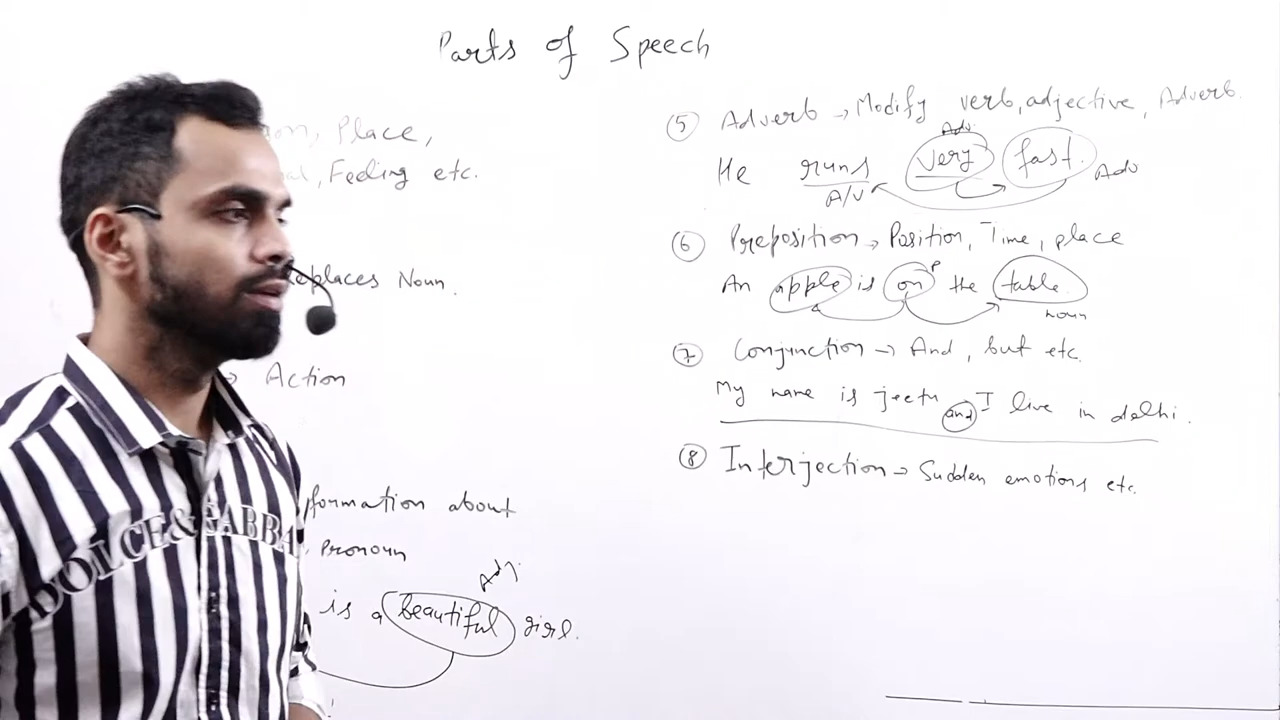 Parts of Speech
Place,
Feeling etc.
Replaces Noun.
Action
formation about
Pronoun
Adj.
is a beautiful girl.
DOLCE & GABBA
5 Adverb → Modify verb, adjective, Adverb.
Adv.
He runs very fast.
A/V
Adv
6 Preposition → Position, Time, place
P
An apple is on the table.
noun
7 Conjunction → And, but etc.
My name is jeetu and I live in delhi.
8 Interjection → Sudden emotions etc.